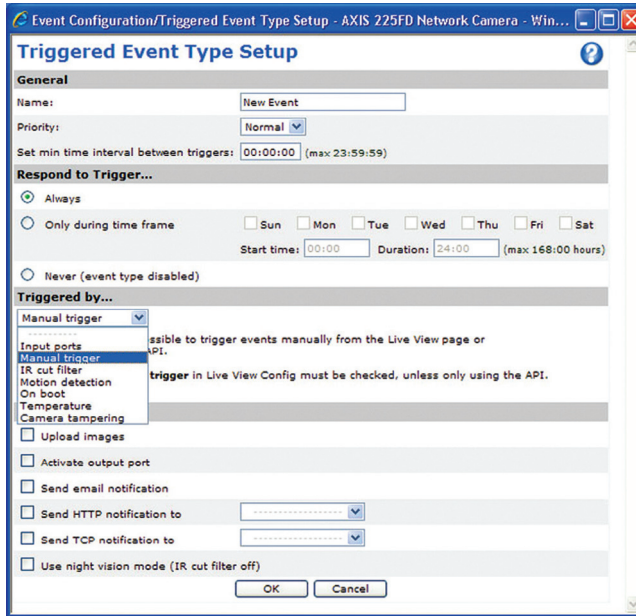 Event Configuration/Triggered Event Type Setup - AXIS 225FD Network Camera - Win...
Triggered Event Type Setup
General
Name: New Event
Priority: Normal
Set min time interval between triggers: 00:00:00 (max 23:59:59)
Respond to Trigger...
Always
Only during time frame Sun Mon Tue Wed Thu Fri Sat
Start time: 00:00 Duration: 24:00 (max 168:00 hours)
Never (event type disabled)
Triggered by...
Manual trigger
----------
Input ports
ssible to trigger events manually from the Live View page or
Manual trigger
API.
IR cut filter
Motion detection
trigger in Live View Config must be checked, unless only using the API.
On boot
Temperature
Camera tampering
Upload images
Activate output port
Send email notification
Send HTTP notification to ------------------
Send TCP notification to ------------------
Use night vision mode (IR cut filter off)
OK Cancel